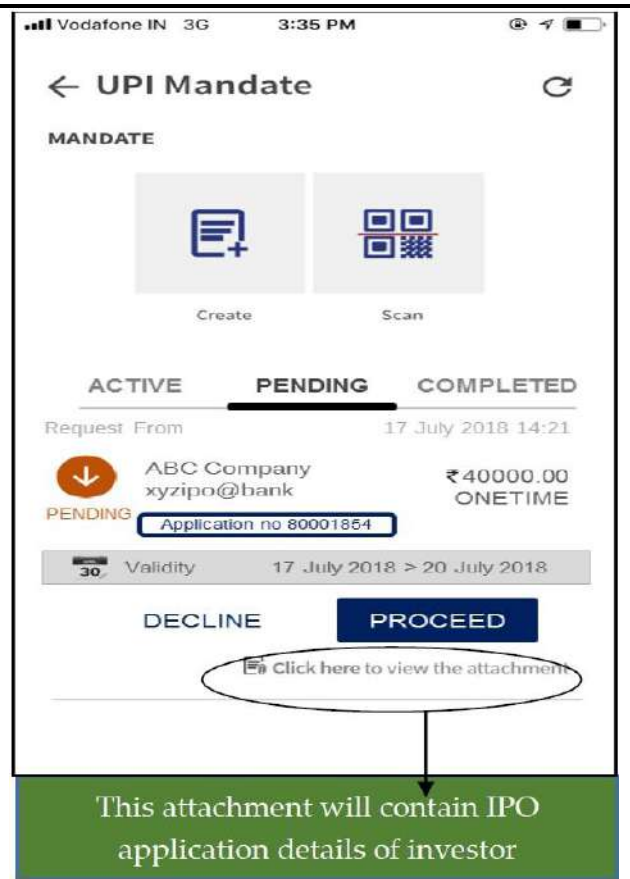 Vodafone IN 3G 3:35 PM
← UPI Mandate
MANDATE
Create Scan
ACTIVE PENDING COMPLETED
Request From 17 July 2018 14:21
ABC Company ₹40000.00
xyzipo@bank ONETIME
PENDING
Application no 80001854
30 Validity 17 July 2018 > 20 July 2018
DECLINE PROCEED
Click here to view the attachment
This attachment will contain IPO
application details of investor